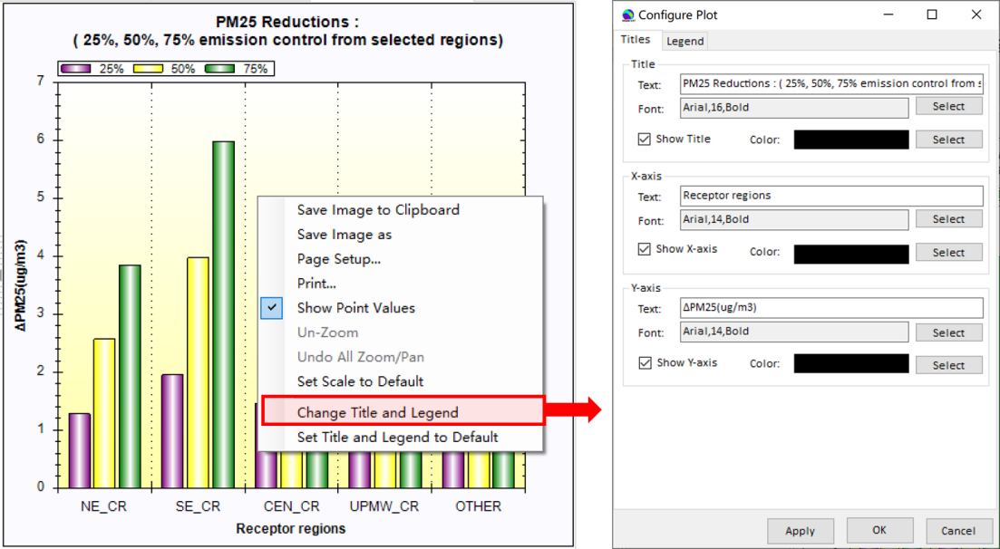 PM25 Reductions :
( 25%, 50%, 75% emission control from selected regions)
25% 50% 75%
7
6
5
4
3
2
1
0
ΔPM25(ug/m3)
NE_CR SE_CR CEN_CR UPMW_CR OTHER
Receptor regions
Save Image to Clipboard
Save Image as
Page Setup...
Print...
Show Point Values
Un-Zoom
Undo All Zoom/Pan
Set Scale to Default
Change Title and Legend
Set Title and Legend to Default
Configure Plot
Titles Legend
Title
Text: PM25 Reductions : ( 25%, 50%, 75% emission control from s
Font: Arial,16,Bold Select
Show Title Color: Select
X-axis
Text: Receptor regions
Font: Arial,14,Bold Select
Show X-axis Color: Select
Y-axis
Text: ΔPM25(ug/m3)
Font: Arial,14,Bold Select
Show Y-axis Color: Select
Apply OK Cancel